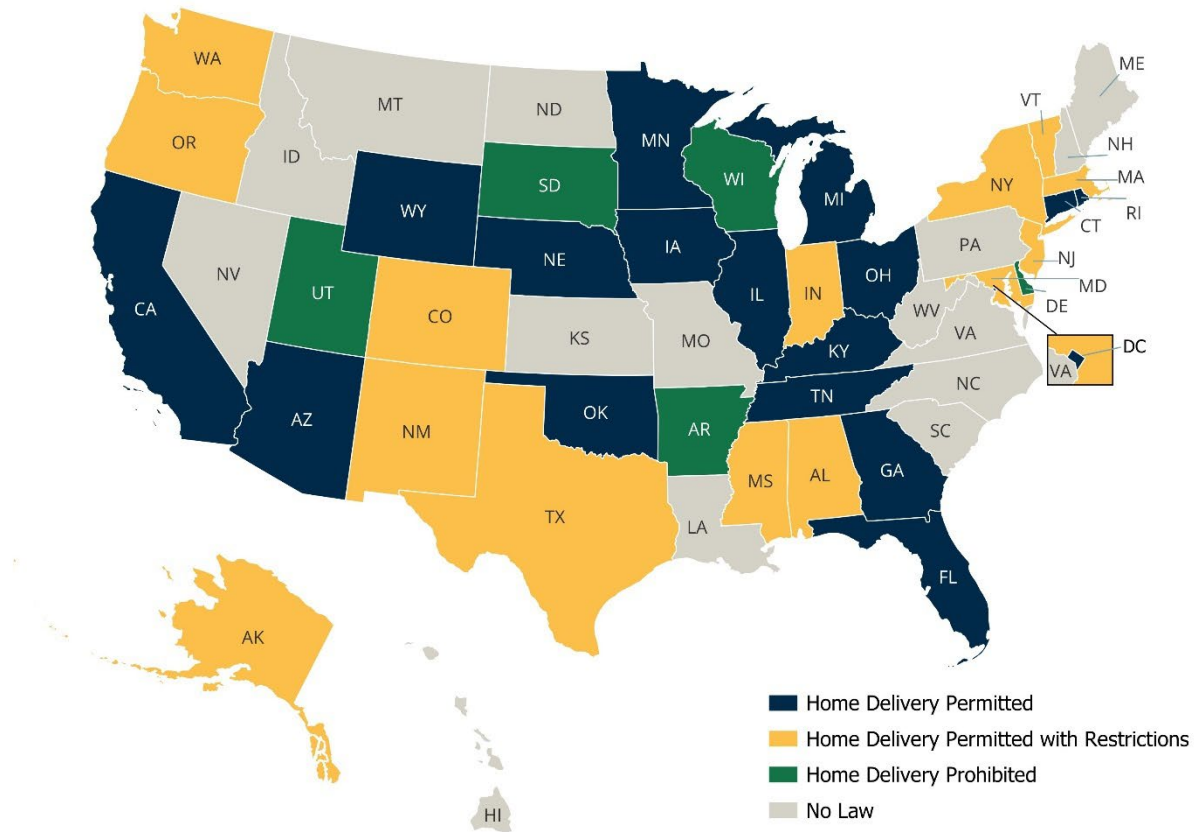 WA
ME
MT
ND
VT
MN
OR
NH
ID
WI
SD
NY
MA
WY
MI
RI
CT
IA
PA
NE
NJ
NV
OH
IL
IN
MD
UT
DE
CA
CO
WV
VA
KS
MO
KY
DC
VA
NC
TN
OK
AZ
NM
AR
SC
MS
AL
GA
TX
LA
FL
AK
Home Delivery Permitted
Home Delivery Permitted with Restrictions
Home Delivery Prohibited
HI
No Law